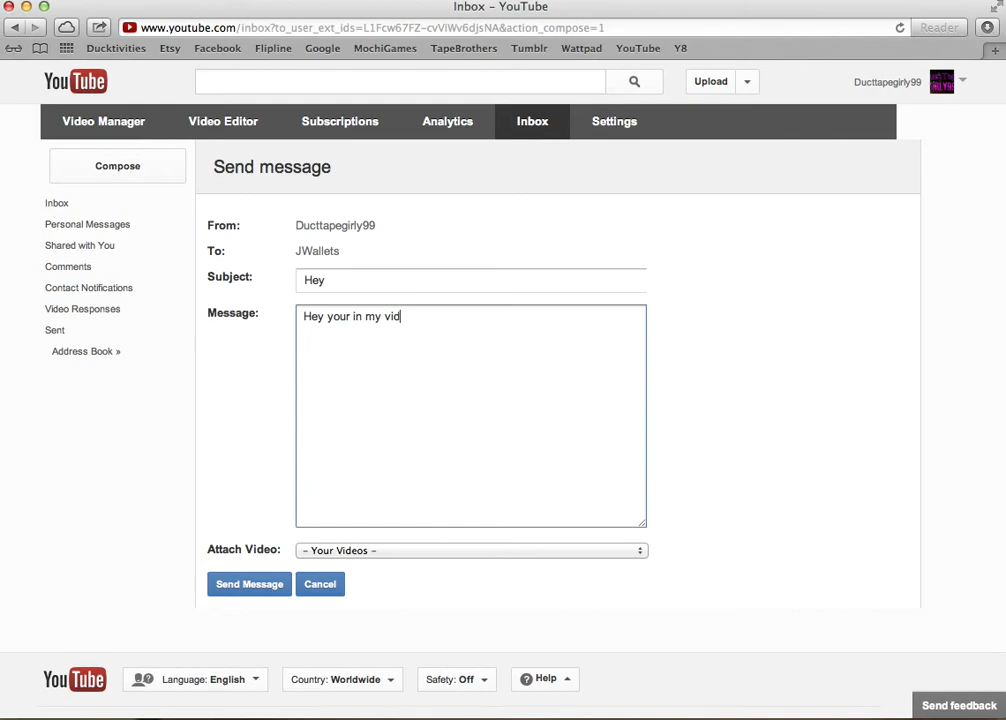 Inbox – YouTube
www.youtube.com/inbox?to_user_ext_ids=L1Fcw67FZ-cvViWv6djsNA&action_compose=1
Reader
Ducktivities Etsy Facebook Flipline Google MochiGames TapeBrothers Tumblr Wattpad YouTube Y8
YouTube
Upload
Ducttapegirly99
Video Manager Video Editor Subscriptions Analytics Inbox Settings
Compose
Send message
Inbox
Personal Messages
Shared with You
Comments
Contact Notifications
Video Responses
Sent
Address Book »
From: Ducttapegirly99
To: JWallets
Subject: Hey
Message: Hey your in my vid
Attach Video: – Your Videos –
Send Message Cancel
YouTube Language: English Country: Worldwide Safety: Off Help
Send feedback